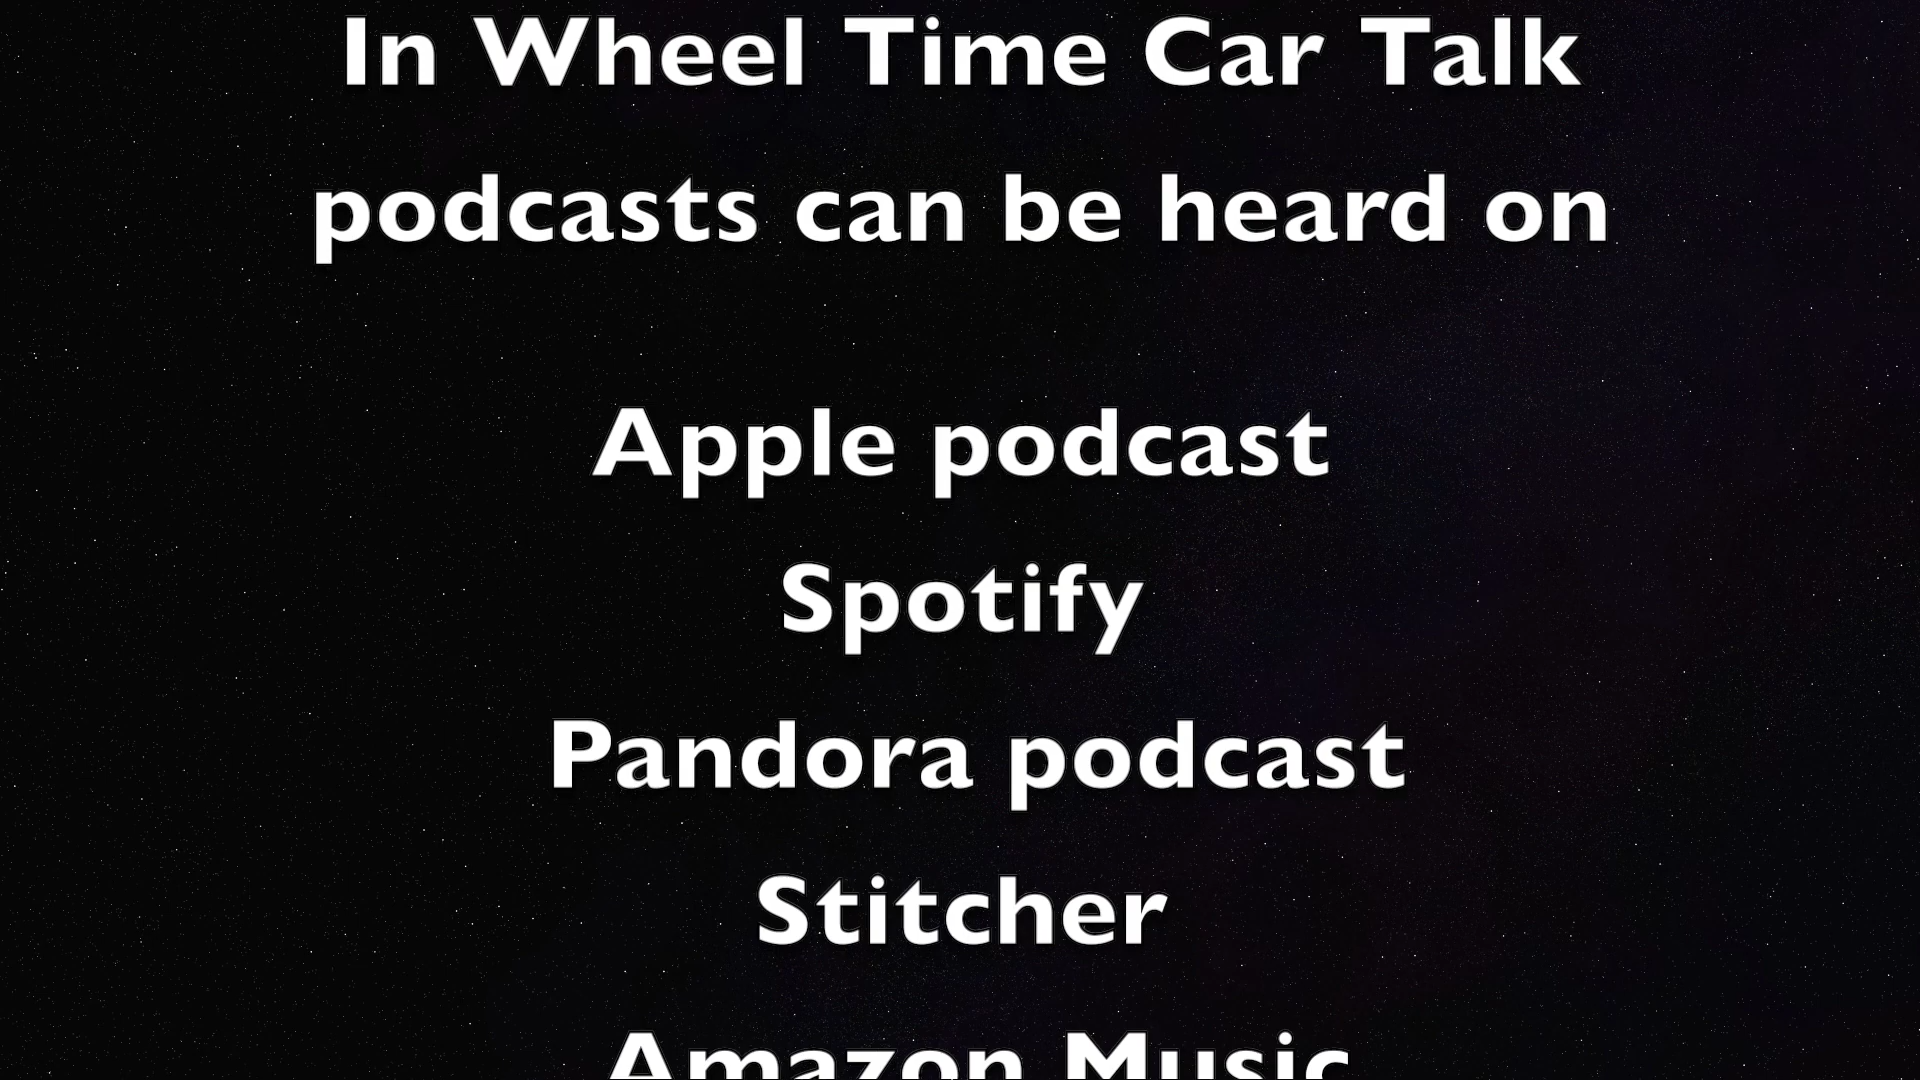 In Wheel Time Car Talk
podcasts can be heard on
Apple podcast
Spotify
Pandora podcast
Stitcher
Amazon Music